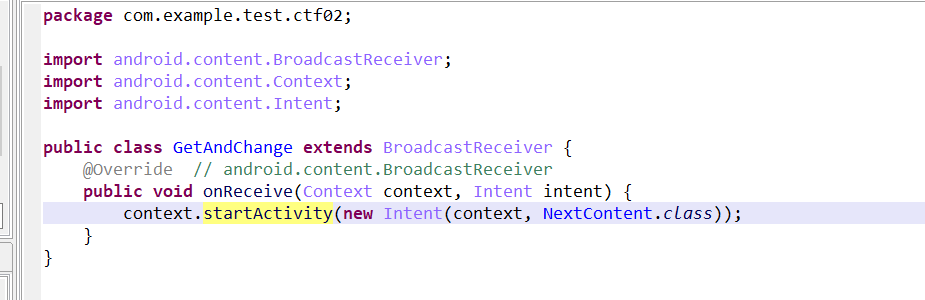 package com.example.test.ctf02;
import android.content.BroadcastReceiver;
import android.content.Context;
import android.content.Intent;
public class GetAndChange extends BroadcastReceiver {
@Override // android.content.BroadcastReceiver
public void onReceive(Context context, Intent intent) {
context.startActivity(new Intent(context, NextContent.class));
}
}